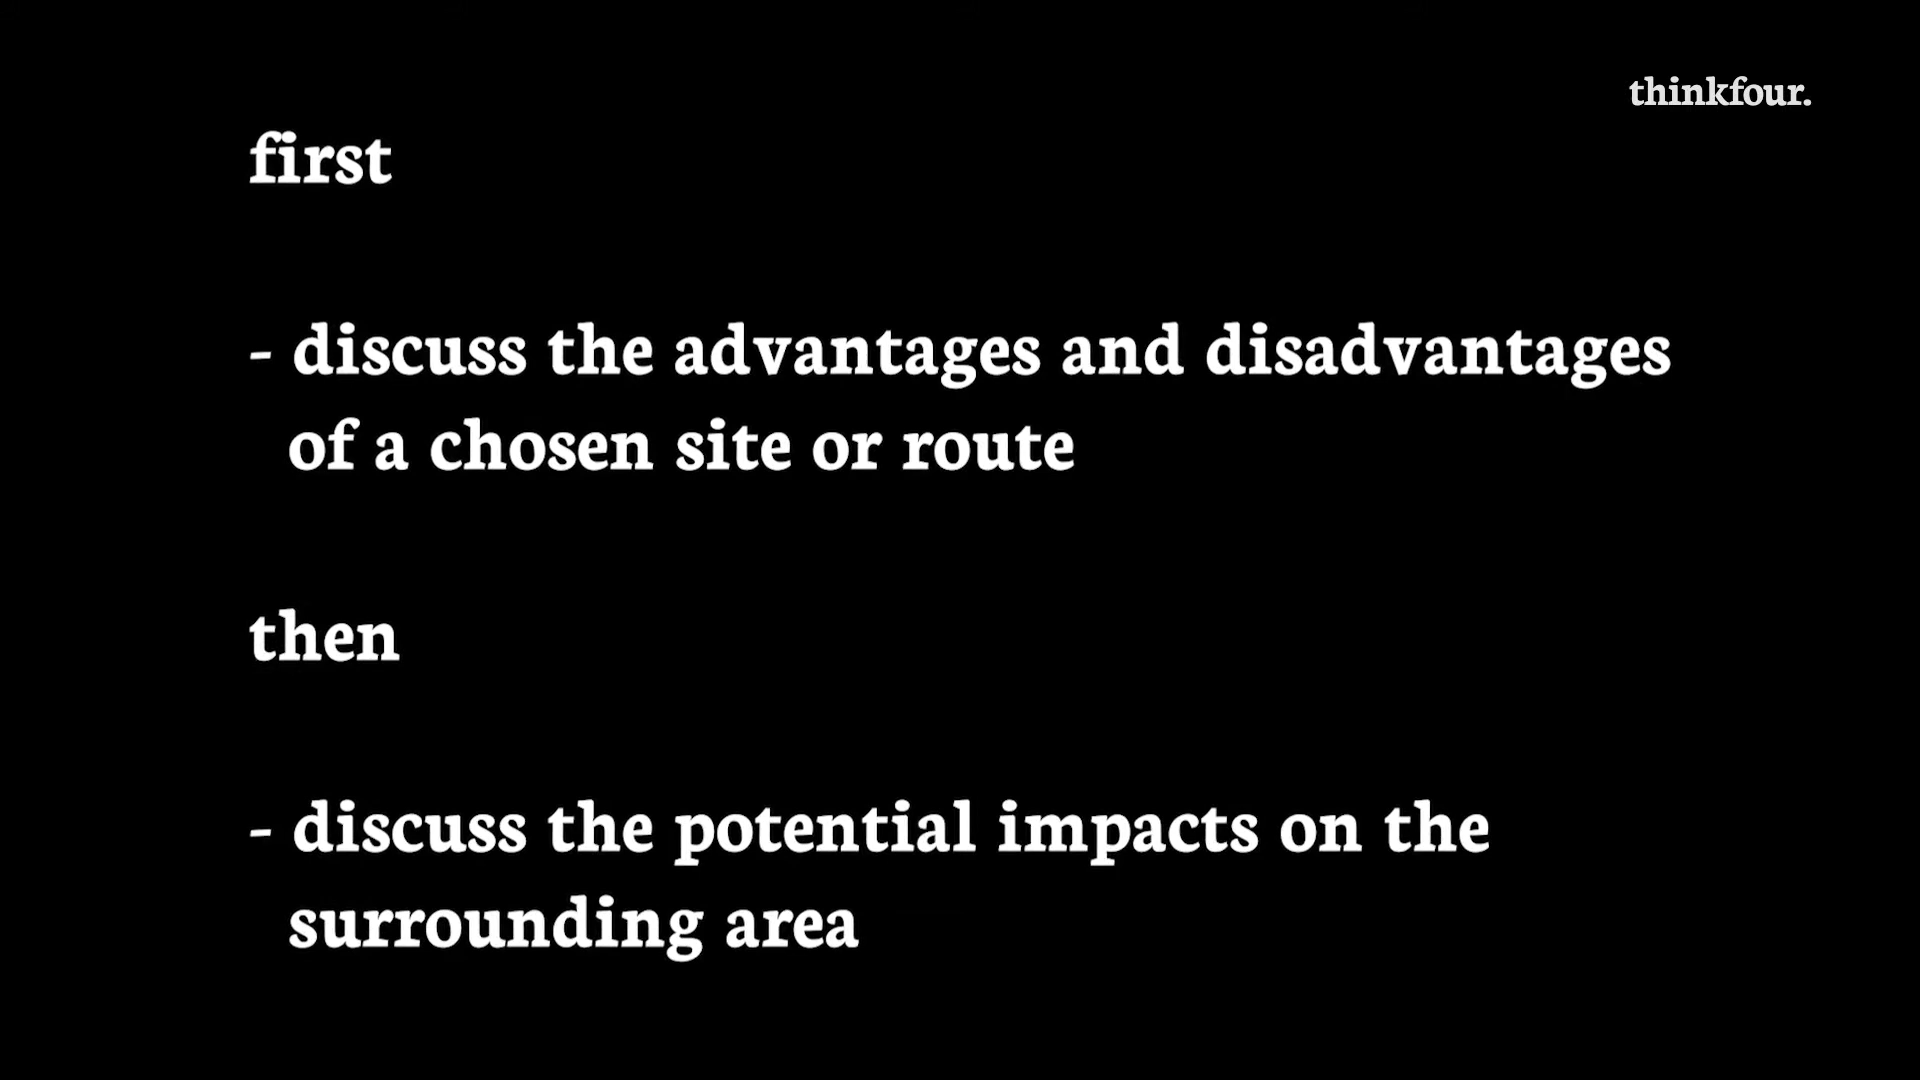 thinkfour.
first
- discuss the advantages and disadvantages
of a chosen site or route
then
- discuss the potential impacts on the
surrounding area